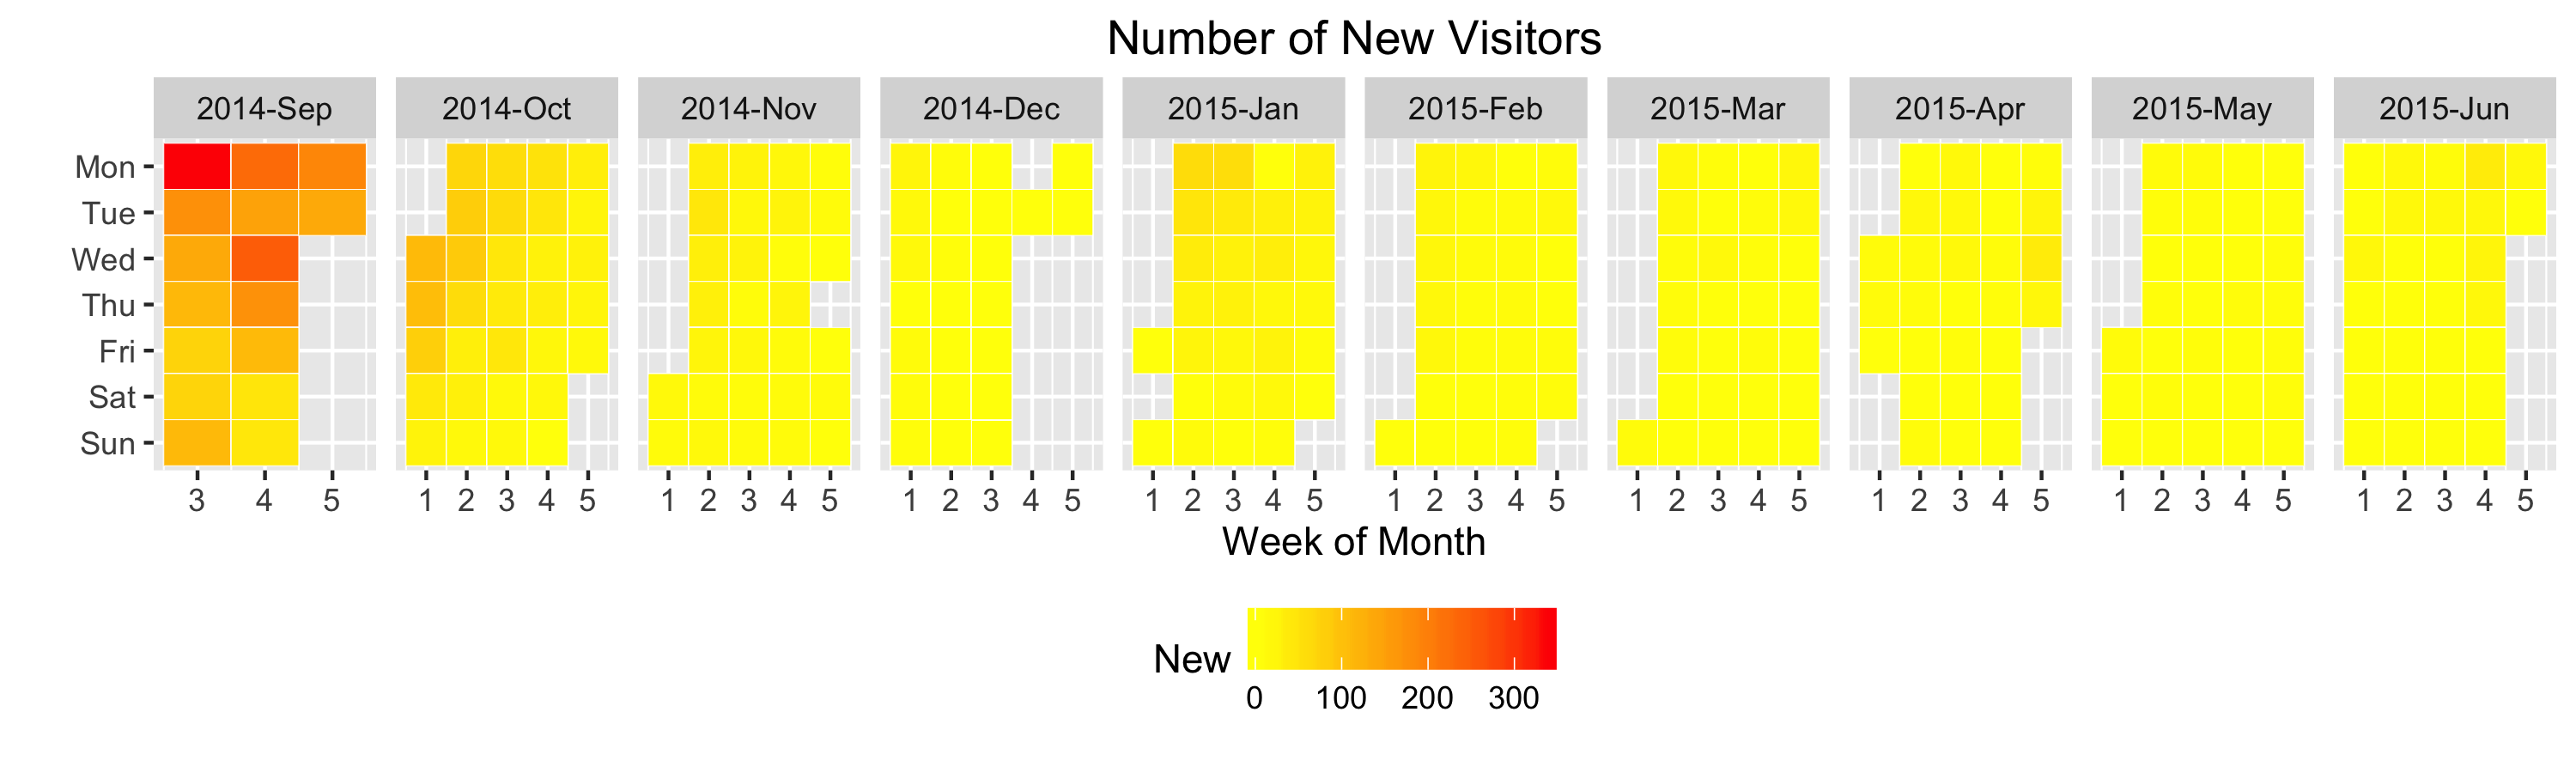 Number of New Visitors
2014-Sep 2014-Oct 2014-Nov 2014-Dec 2015-Jan 2015-Feb 2015-Mar 2015-Apr 2015-May 2015-Jun
Mon
Tue
Wed
Thu
Fri
Sat
Sun
3 4 5 1 2 3 4 5 1 2 3 4 5 1 2 3 4 5 1 2 3 4 5 1 2 3 4 5 1 2 3 4 5 1 2 3 4 5 1 2 3 4 5 1 2 3 4 5
Week of Month
New
0 100 200 300